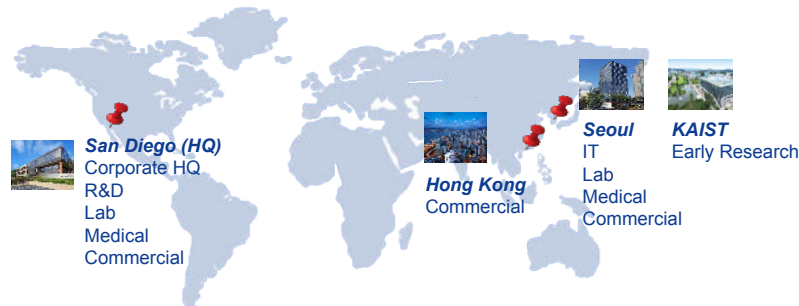 San Diego (HQ)
Corporate HQ
R&D
Lab
Medical
Commercial
Hong Kong
Commercial
Seoul
IT
Lab
Medical
Commercial
KAIST
Early Research